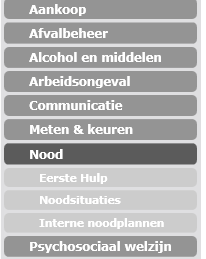 Aankoop
Afvalbeheer
Alcohol en middelen
Arbeidsongeval
Communicatie
Meten & keuren
Nood
Eerste Hulp
Noodsituaties
Interne noodplannen
Psychosociaal welzijn